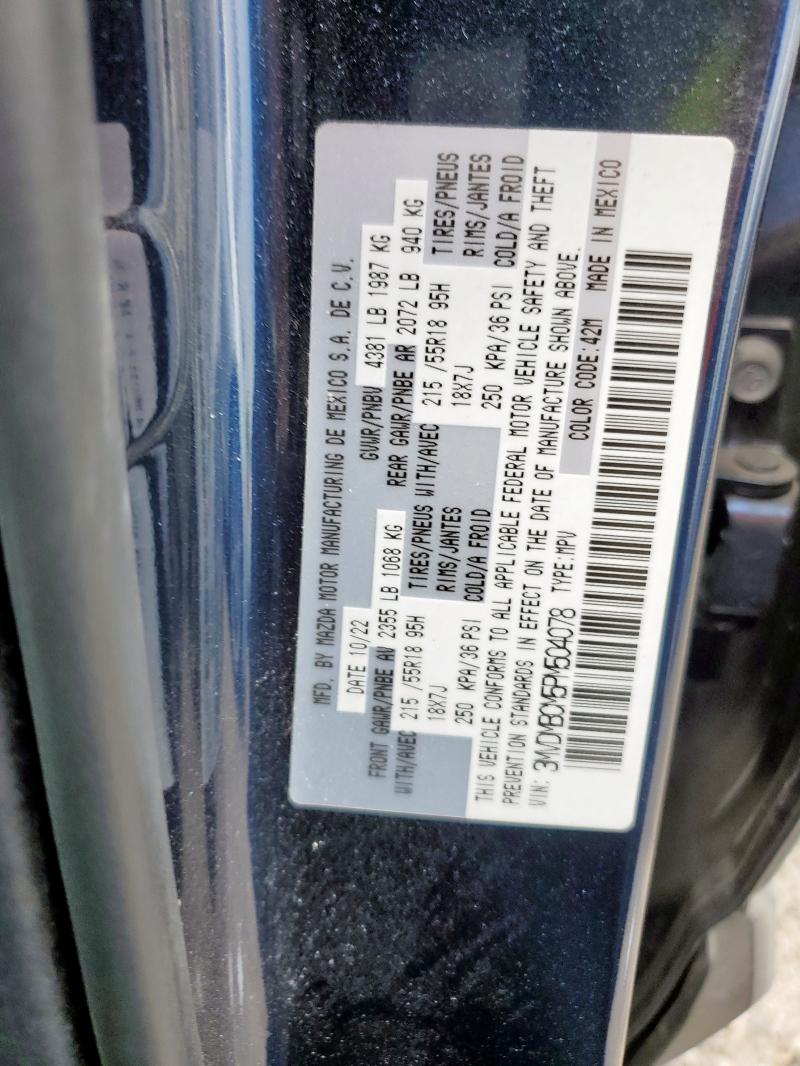 MFD. BY MAZDA MOTOR MANUFACTURING DE MEXICO S.A. DE C.V.
DATE 10/22 GVWR/PNBV 4381 LB 1987 KG
FRONT GAWR/PNBE AV 2355 LB 1068 KG REAR GAWR/PNBE AR 2072 LB 940 KG
WITH/AVEC 215 /55R18 95H TIRES/PNEUS WITH/AVEC 215 /55R18 95H TIRES/PNEUS
18X7J RIMS/JANTES 18X7J RIMS/JANTES
250 KPA/36 PSI COLD/A FROID 250 KPA/36 PSI COLD/A FROID
THIS VEHICLE CONFORMS TO ALL APPLICABLE FEDERAL MOTOR VEHICLE SAFETY AND THEFT
PREVENTION STANDARDS IN EFFECT ON THE DATE OF MANUFACTURE SHOWN ABOVE.
VIN: 3MVDMBCM5PM504078 TYPE:MPV COLOR CODE:42M MADE IN MEXICO